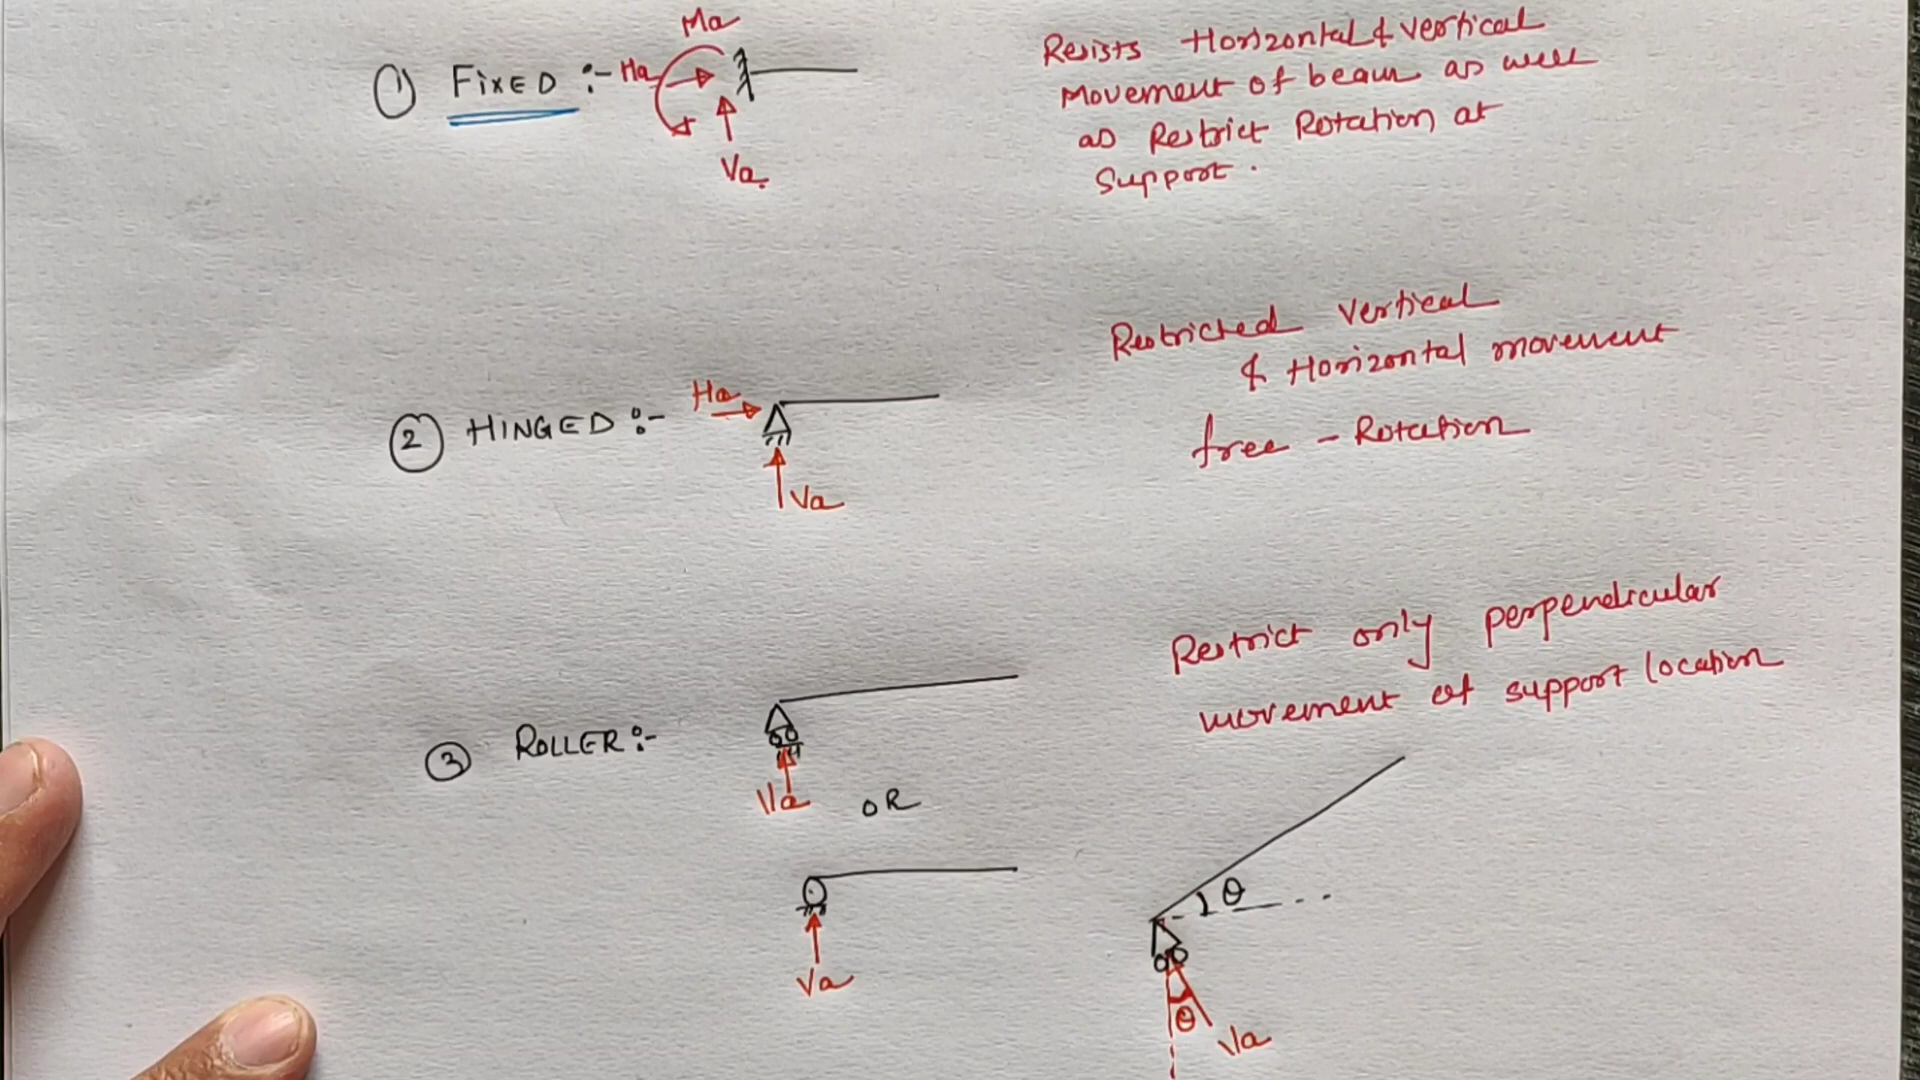 Ma
① FIXED :- Ha
Va
Resists Horizontal & vertical
Movement of beam as well
as Restrict Rotation at
Support.
② HINGED :- Ha
Va
Restricted vertical
& Horizontal movement
free - Rotation
③ ROLLER :-
Va
OR
Va
Restrict only perpendicular
movement of support location
θ
θ
Va